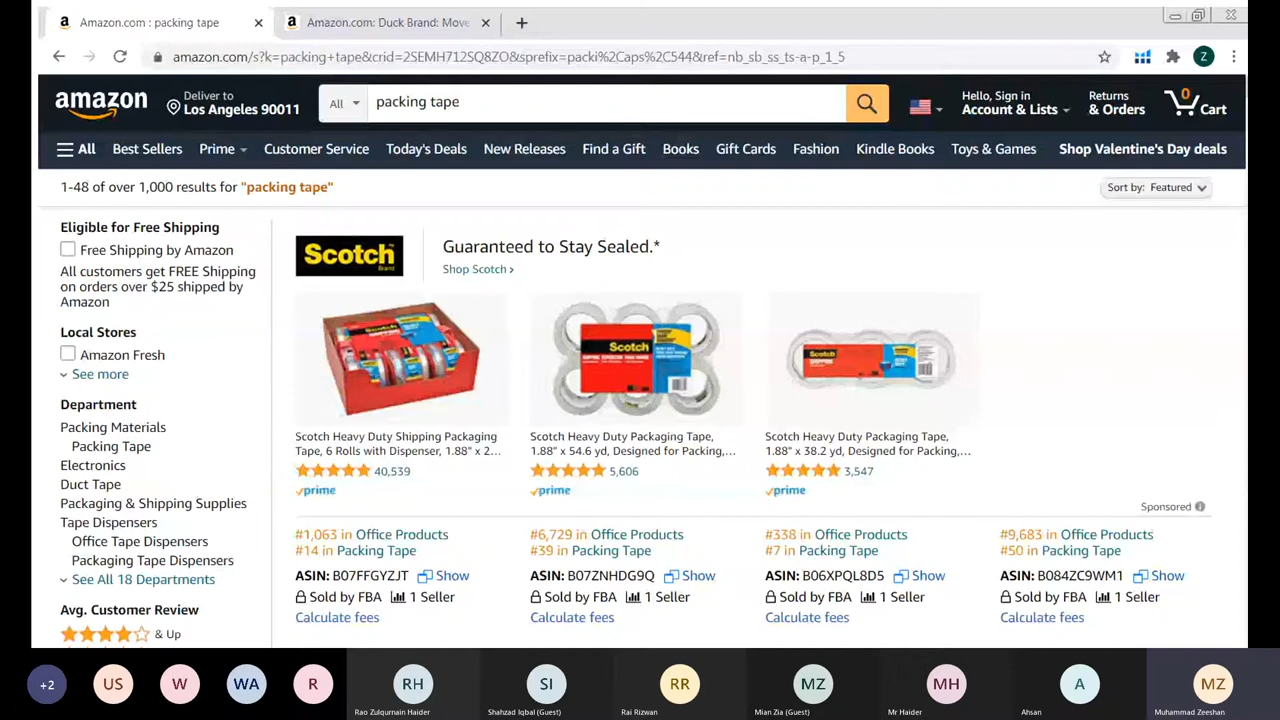 Amazon.com : packing tape
Amazon.com: Duck Brand: Move
amazon.com/s?k=packing+tape&crid=2SEMH712SQ8ZO&sprefix=packi%2Caps%2C544&ref=nb_sb_ss_ts-a-p_1_5
Z
amazon
Deliver to
Los Angeles 90011
All
packing tape
Hello, Sign in
Account & Lists
Returns
& Orders
0
Cart
All
Best Sellers
Prime
Customer Service
Today's Deals
New Releases
Find a Gift
Books
Gift Cards
Fashion
Kindle Books
Toys & Games
Shop Valentine's Day deals
1-48 of over 1,000 results for "packing tape"
Sort by: Featured
Eligible for Free Shipping
Free Shipping by Amazon
All customers get FREE Shipping
on orders over $25 shipped by
Amazon
Local Stores
Amazon Fresh
See more
Department
Packing Materials
Packing Tape
Electronics
Duct Tape
Packaging & Shipping Supplies
Tape Dispensers
Office Tape Dispensers
Packaging Tape Dispensers
See All 18 Departments
Avg. Customer Review
& Up
Scotch
Brand
Guaranteed to Stay Sealed.*
Shop Scotch ›
Scotch
Scotch
Scotch Heavy Duty Shipping Packaging
Tape, 6 Rolls with Dispenser, 1.88" x 2...
40,539
prime
Scotch Heavy Duty Packaging Tape,
1.88" x 54.6 yd, Designed for Packing,...
5,606
prime
Scotch Heavy Duty Packaging Tape,
1.88" x 38.2 yd, Designed for Packing,...
3,547
prime
Sponsored
#1,063 in Office Products
#14 in Packing Tape
ASIN: B07FFGYZJT Show
Sold by FBA 1 Seller
Calculate fees
#6,729 in Office Products
#39 in Packing Tape
ASIN: B07ZNHDG9Q Show
Sold by FBA 1 Seller
Calculate fees
#338 in Office Products
#7 in Packing Tape
ASIN: B06XPQL8D5 Show
Sold by FBA 1 Seller
Calculate fees
#9,683 in Office Products
#50 in Packing Tape
ASIN: B084ZC9WM1 Show
Sold by FBA 1 Seller
Calculate fees
+2
US
W
WA
R
RH
Rao Zulqurnain Haider
SI
Shahzad Iqbal (Guest)
RR
Rai Rizwan
MZ
Mian Zia (Guest)
MH
Mr Haider
A
Ahsan
MZ
Muhammad Zeeshan